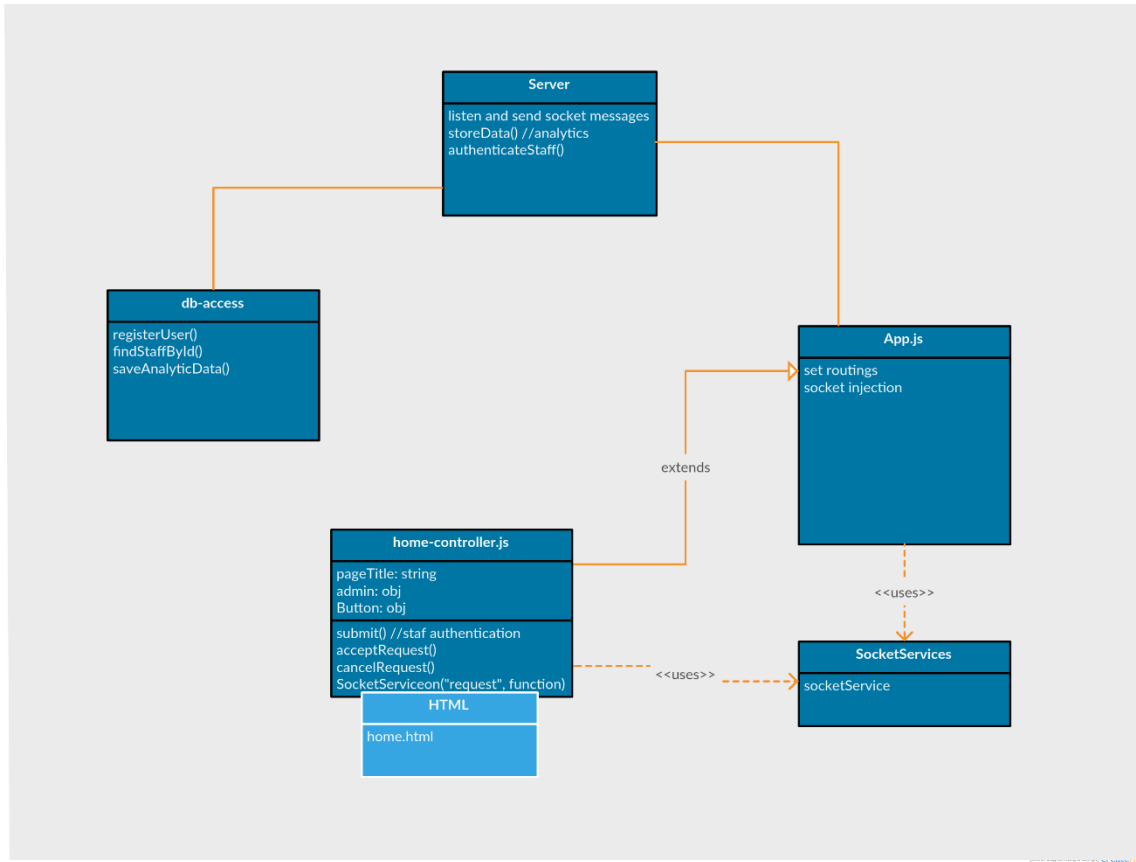 Server
listen and send socket messages
storeData() //analytics
authenticateStaff()
db-access
registerUser()
findStaffById()
saveAnalyticData()
App.js
set routings
socket injection
extends
home-controller.js
pageTitle: string
admin: obj
Button: obj
submit() //staf authentication
acceptRequest()
cancelRequest()
SocketServiceon("request", function)
HTML
home.html
<<uses>>
<<uses>>
SocketServices
socketService